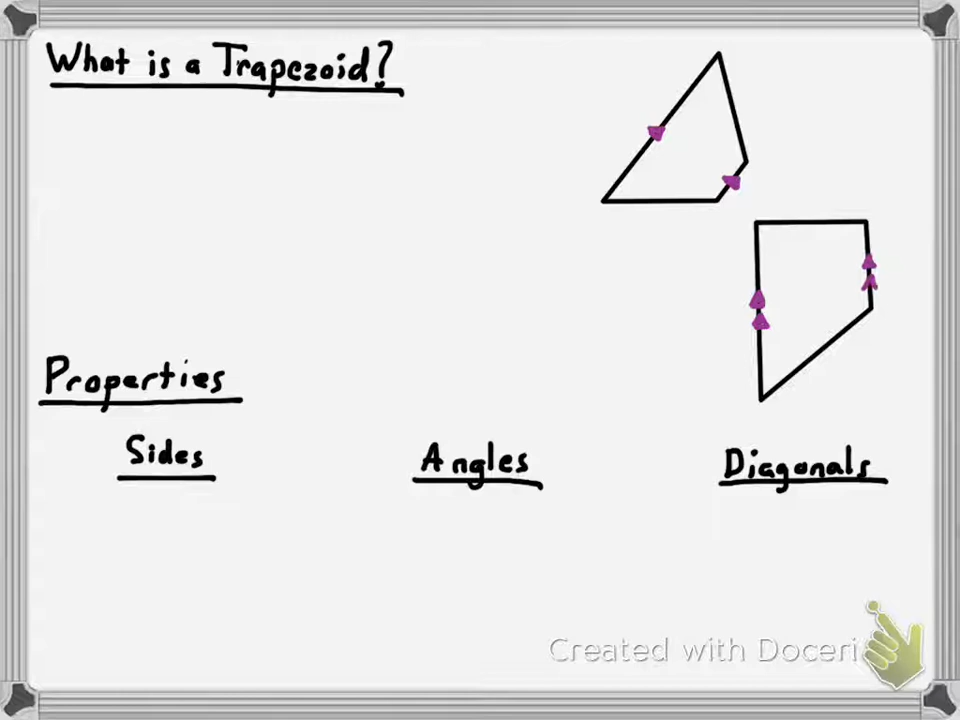 What is a Trapezoid?
Properties
Sides
Angles
Diagonals
Created with Doceri